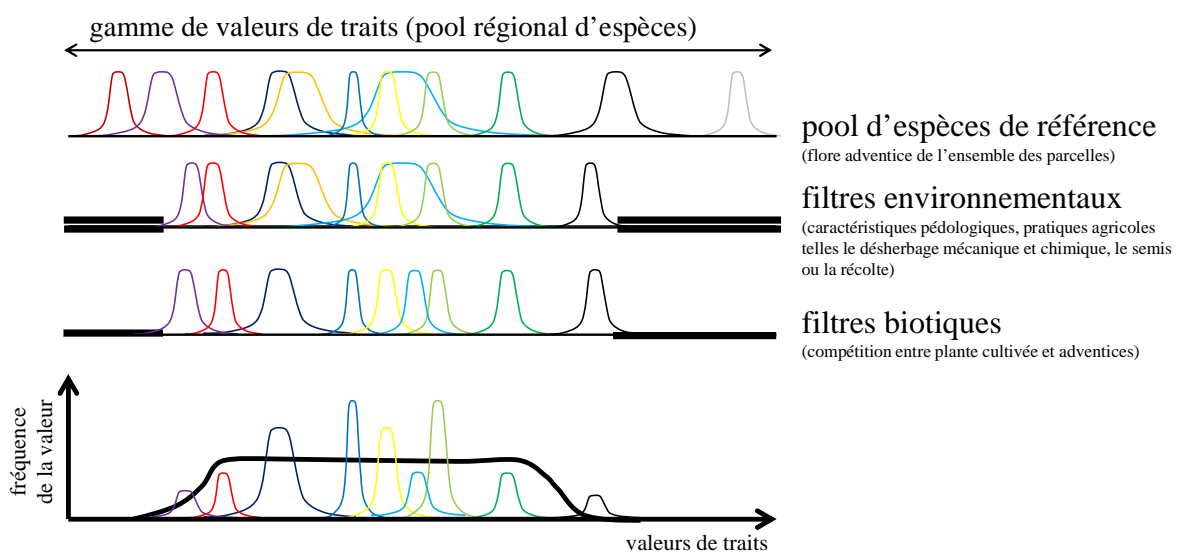 gamme de valeurs de traits (pool régional d’espèces)
pool d’espèces de référence
(flore adventice de l’ensemble des parcelles)
filtres environnementaux
(caractéristiques pédologiques, pratiques agricoles
telles le désherbage mécanique et chimique, le semis
ou la récolte)
filtres biotiques
(compétition entre plante cultivée et adventices)
fréquence
de la valeur
valeurs de traits